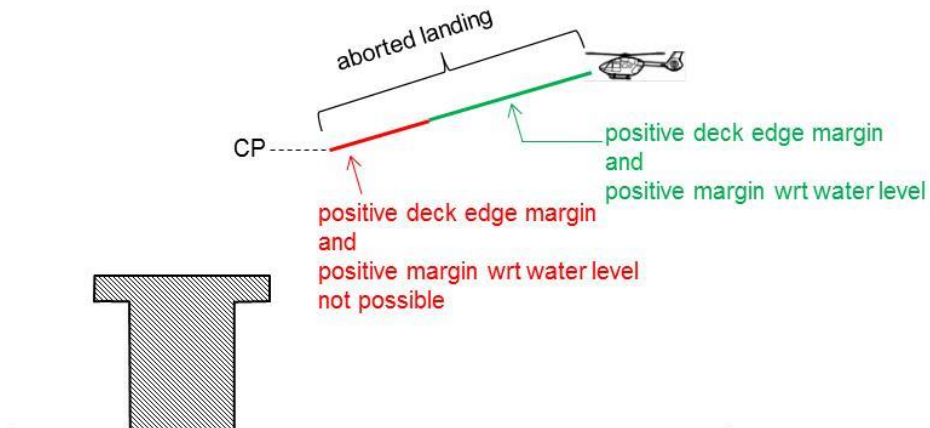 aborted landing
CP
positive deck edge margin
and
positive margin wrt water level
positive deck edge margin
and
positive margin wrt water level
not possible